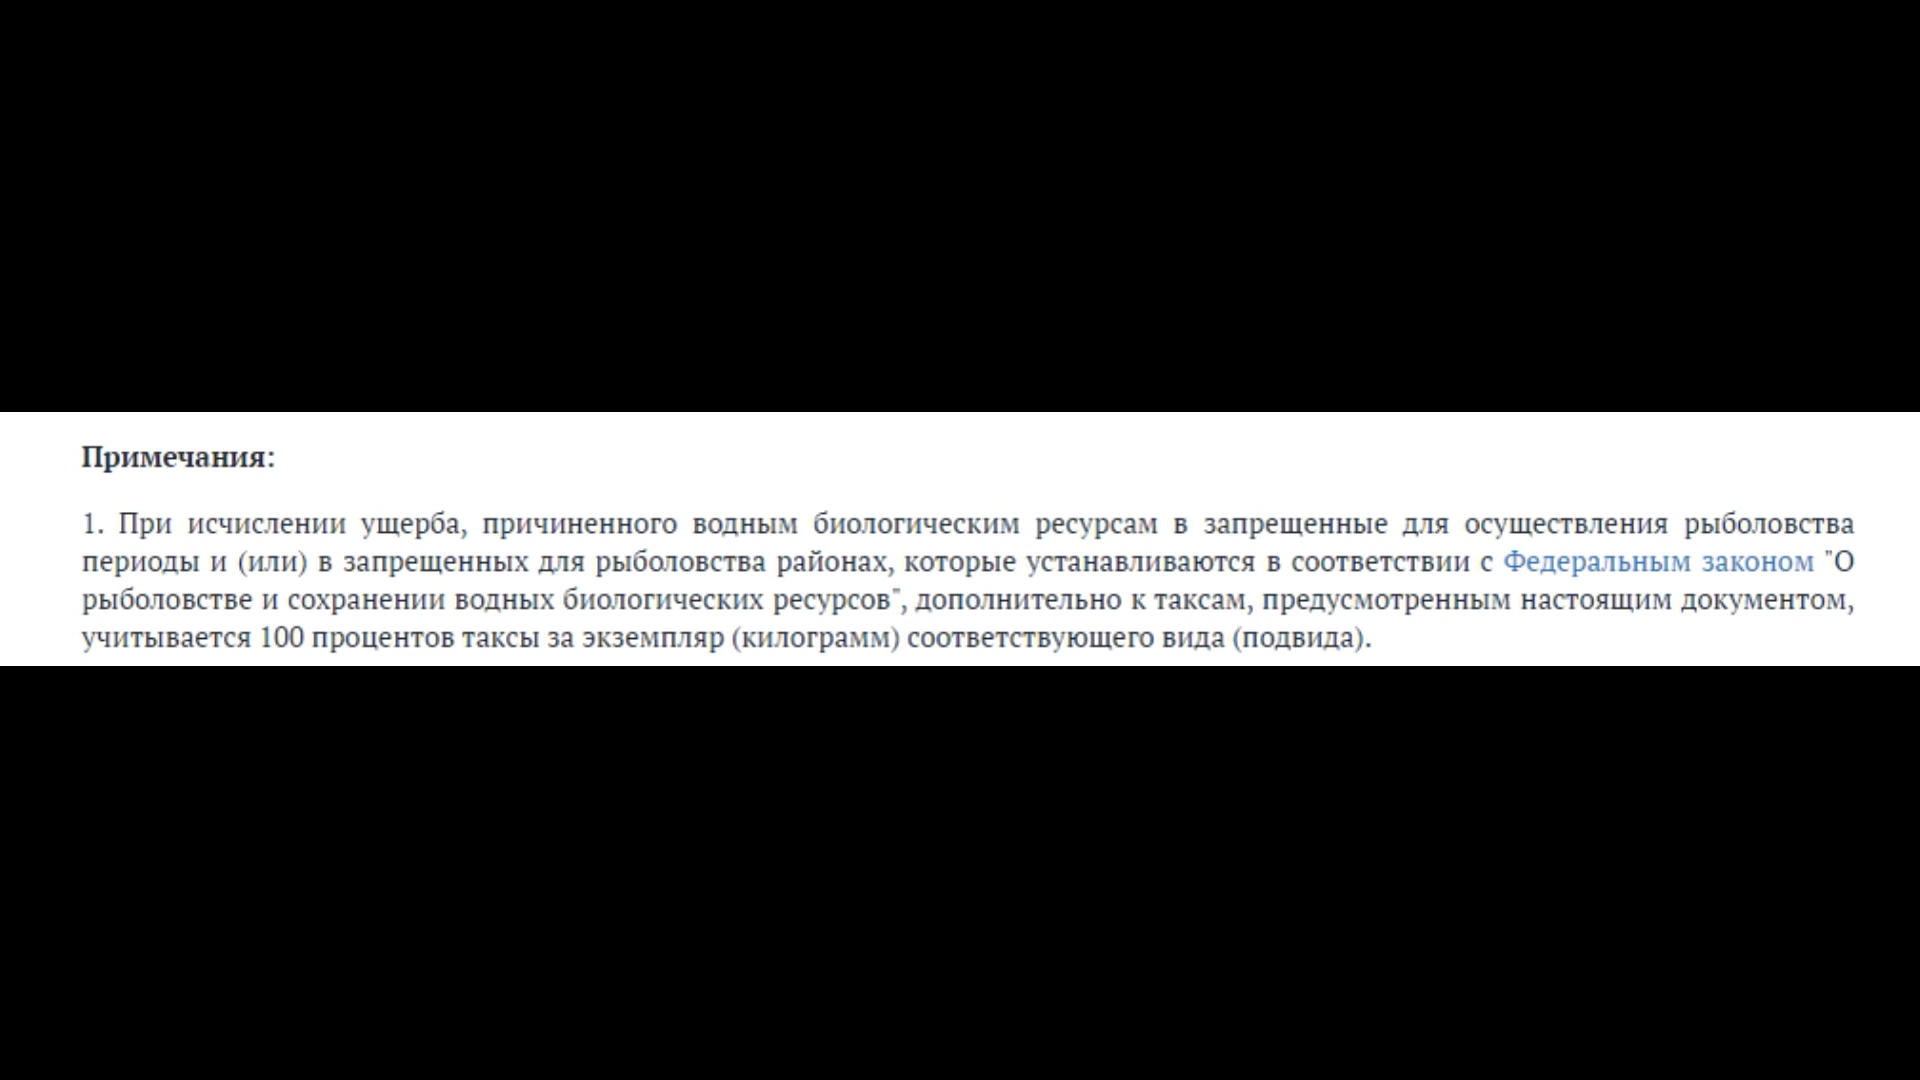 Примечания:
1. При исчислении ущерба, причиненного водным биологическим ресурсам в запрещенные для осуществления рыболовства
периоды и (или) в запрещенных для рыболовства районах, которые устанавливаются в соответствии с Федеральным законом "О
рыболовстве и сохранении водных биологических ресурсов", дополнительно к таксам, предусмотренным настоящим документом,
учитывается 100 процентов таксы за экземпляр (килограмм) соответствующего вида (подвида).